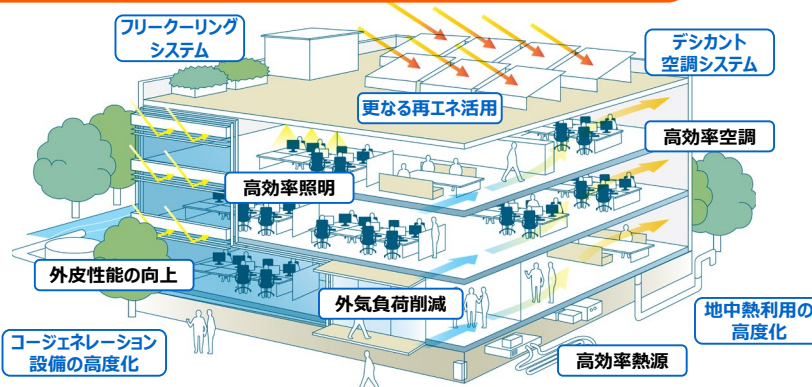 フリークーリング
システム
デシカント
空調システム
更なる再エネ活用
高効率空調
高効率照明
外皮性能の向上
外気負荷削減
地中熱利用の
高度化
コージェネレーション
設備の高度化
高効率熱源